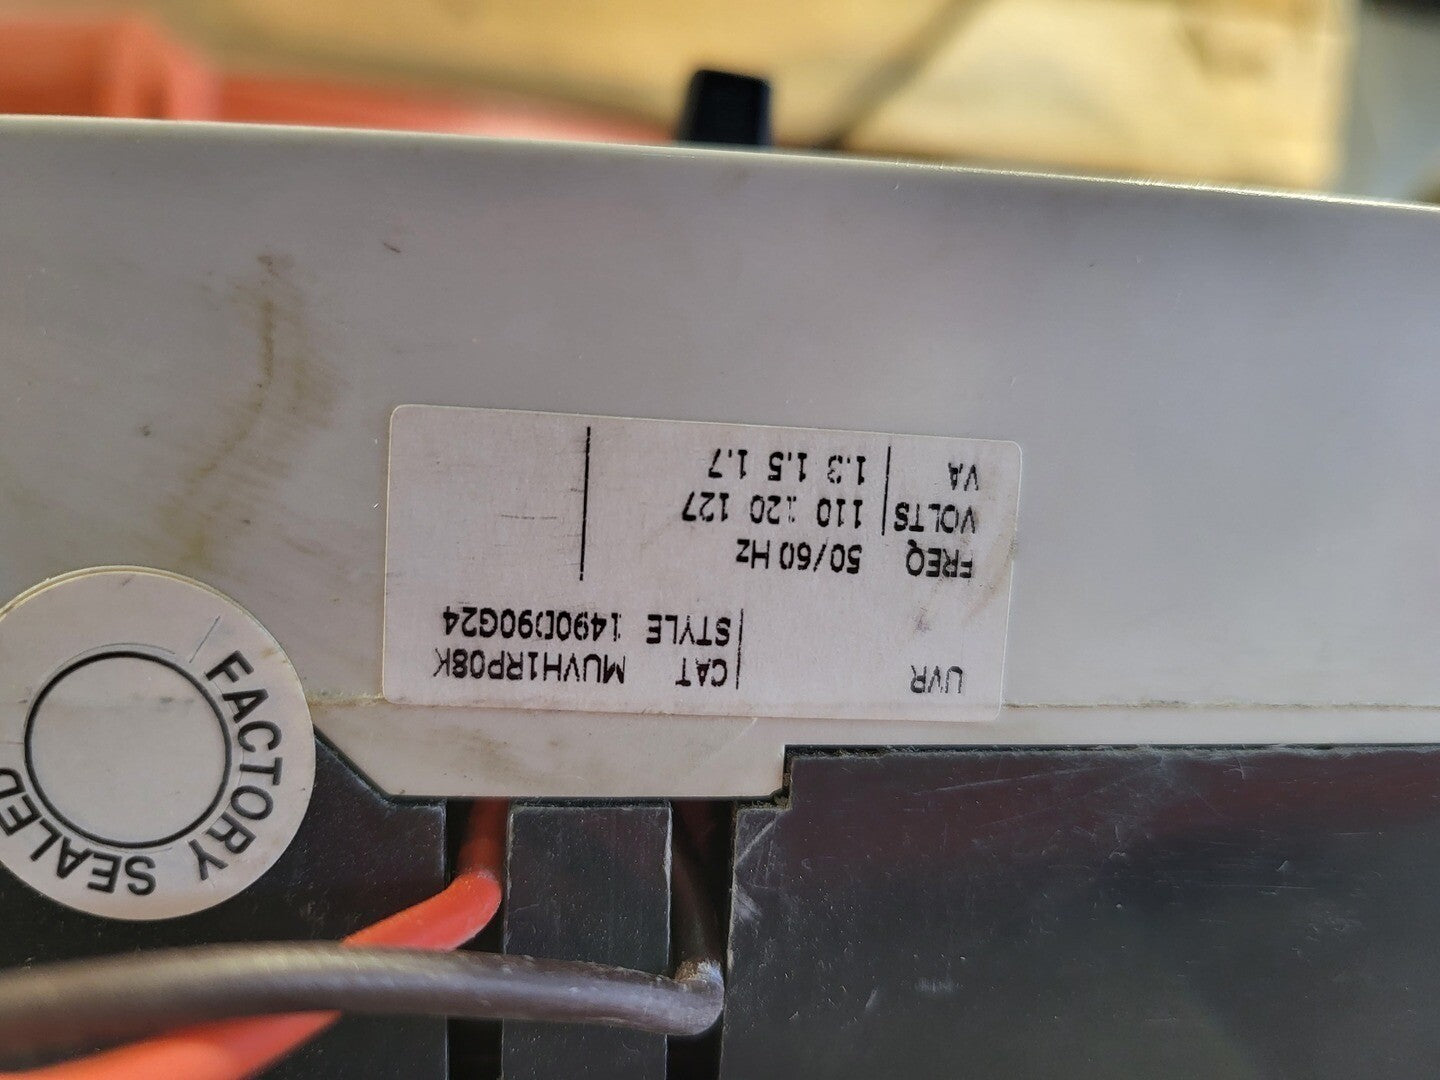 UVR
CAT MUVH1RP08K
STYLE 1490D90G24
FREQ 50/60 Hz
VOLTS 110 120 127
VA 1.3 1.5 1.7
FACTORY SEALED